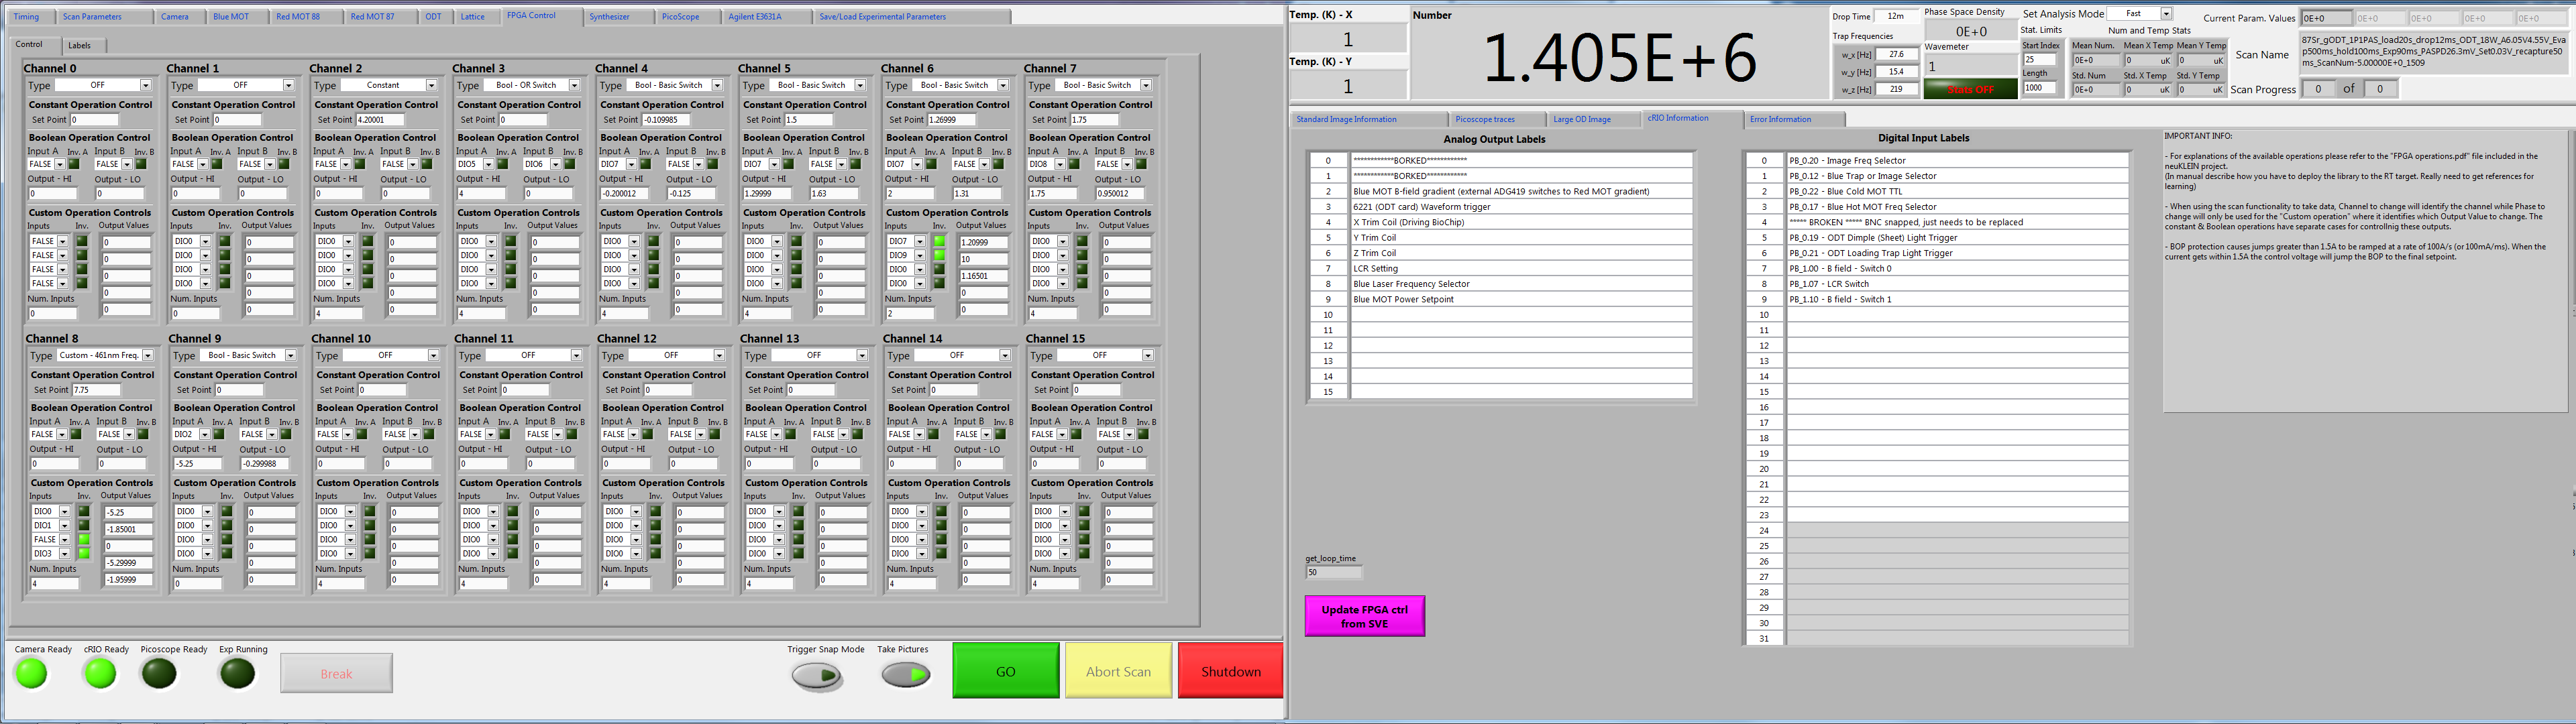 Timing Scan Parameters Camera Blue MOT Red MOT 88 Red MOT 87 ODT Lattice FPGA Control Synthesizer PicoScope Agilent E3631A Save/Load Experimental Parameters
Control Labels
Channel 0 Channel 1 Channel 2 Channel 3 Channel 4 Channel 5 Channel 6 Channel 7
Type OFF Type OFF Type Constant Type Bool - OR Switch Type Bool - Basic Switch Type Bool - Basic Switch Type Bool - Basic Switch Type Bool - Basic Switch
Constant Operation Control Constant Operation Control Constant Operation Control Constant Operation Control Constant Operation Control Constant Operation Control Constant Operation Control Constant Operation Control
Set Point 0 Set Point 0 Set Point 4.20001 Set Point 0 Set Point -0.109985 Set Point 1.5 Set Point 1.26999 Set Point 1.75
Boolean Operation Control Boolean Operation Control Boolean Operation Control Boolean Operation Control Boolean Operation Control Boolean Operation Control Boolean Operation Control Boolean Operation Control
Input A Inv. A Input B Inv. B Input A Inv. A Input B Inv. B Input A Inv. A Input B Inv. B Input A Inv. A Input B Inv. B Input A Inv. A Input B Inv. B Input A Inv. A Input B Inv. B Input A Inv. A Input B Inv. B Input A Inv. A Input B Inv. B
FALSE FALSE FALSE FALSE FALSE FALSE DIO5 DIO6 DIO7 FALSE DIO7 FALSE DIO7 FALSE DIO8 FALSE
Output - HI Output - LO Output - HI Output - LO Output - HI Output - LO Output - HI Output - LO Output - HI Output - LO Output - HI Output - LO Output - HI Output - LO Output - HI Output - LO
0 0 0 0 0 0 4 0 -0.200012 -0.125 1.29999 1.63 2 1.31 1.75 0.950012
Custom Operation Controls Custom Operation Controls Custom Operation Controls Custom Operation Controls Custom Operation Controls Custom Operation Controls Custom Operation Controls Custom Operation Controls
Inputs Inv. Output Values Inputs Inv. Output Values Inputs Inv. Output Values Inputs Inv. Output Values Inputs Inv. Output Values Inputs Inv. Output Values Inputs Inv. Output Values Inputs Inv. Output Values
FALSE 0 DIO0 0 DIO0 0 DIO0 0 DIO0 0 DIO0 0 DIO7 1.20999 DIO0 0
FALSE 0 DIO0 0 DIO0 0 DIO0 0 DIO0 0 DIO0 0 DIO9 10 DIO0 0
FALSE 0 DIO0 0 DIO0 0 DIO0 0 DIO0 0 DIO0 0 DIO0 1.16501 DIO0 0
FALSE 0 DIO0 0 DIO0 0 DIO0 0 DIO0 0 DIO0 0 DIO0 0 DIO0 0
Num. Inputs 0 Num. Inputs 0 Num. Inputs 0 Num. Inputs 0 Num. Inputs 0 Num. Inputs 0 Num. Inputs 0 Num. Inputs 0
0 0 4 4 4 4 2 4
Channel 8 Channel 9 Channel 10 Channel 11 Channel 12 Channel 13 Channel 14 Channel 15
Type Custom - 461nm Freq. Type Bool - Basic Switch Type OFF Type OFF Type OFF Type OFF Type OFF Type OFF
Constant Operation Control Constant Operation Control Constant Operation Control Constant Operation Control Constant Operation Control Constant Operation Control Constant Operation Control Constant Operation Control
Set Point 7.75 Set Point 0 Set Point 0 Set Point 0 Set Point 0 Set Point 0 Set Point 0 Set Point 0
Boolean Operation Control Boolean Operation Control Boolean Operation Control Boolean Operation Control Boolean Operation Control Boolean Operation Control Boolean Operation Control Boolean Operation Control
Input A Inv. A Input B Inv. B Input A Inv. A Input B Inv. B Input A Inv. A Input B Inv. B Input A Inv. A Input B Inv. B Input A Inv. A Input B Inv. B Input A Inv. A Input B Inv. B Input A Inv. A Input B Inv. B Input A Inv. A Input B Inv. B
FALSE FALSE DIO2 FALSE FALSE FALSE FALSE FALSE FALSE FALSE FALSE FALSE FALSE FALSE FALSE FALSE
Output - HI Output - LO Output - HI Output - LO Output - HI Output - LO Output - HI Output - LO Output - HI Output - LO Output - HI Output - LO Output - HI Output - LO Output - HI Output - LO
0 0 -5.25 -0.299988 0 0 0 0 0 0 0 0 0 0 0 0
Custom Operation Controls Custom Operation Controls Custom Operation Controls Custom Operation Controls Custom Operation Controls Custom Operation Controls Custom Operation Controls Custom Operation Controls
Inputs Inv. Output Values Inputs Inv. Output Values Inputs Inv. Output Values Inputs Inv. Output Values Inputs Inv. Output Values Inputs Inv. Output Values Inputs Inv. Output Values Inputs Inv. Output Values
DIO0 -5.25 DIO0 0 DIO0 0 DIO0 0 DIO0 0 DIO0 0 DIO0 0 DIO0 0
DIO1 -1.85001 DIO0 0 DIO0 0 DIO0 0 DIO0 0 DIO0 0 DIO0 0 DIO0 0
FALSE 0 DIO0 0 DIO0 0 DIO0 0 DIO0 0 DIO0 0 DIO0 0 DIO0 0
DIO3 -5.29999 DIO0 0 DIO0 0 DIO0 0 DIO0 0 DIO0 0 DIO0 0 DIO0 0
Num. Inputs -1.95999 Num. Inputs 0 Num. Inputs 0 Num. Inputs 0 Num. Inputs 0 Num. Inputs 0 Num. Inputs 0 Num. Inputs 0
4 0 4 4 4 4 4 4
Camera Ready cRIO Ready Picoscope Ready Exp Running
Break
Trigger Snap Mode Take Pictures
GO Abort Scan Shutdown
Temp. (K) - X
1
Temp. (K) - Y
1
Number
1.405E+6
Drop Time 12m
Trap Frequencies
w_x [Hz] 27.6
w_y [Hz] 15.4
w_z [Hz] 219
Phase Space Density
0E+0
Wavemeter
1
Stats OFF
Set Analysis Mode Fast
Stat. Limits Num and Temp Stats
Start Index
25
Length
1000
Mean Num. Mean X Temp Mean Y Temp
0E+0 0 uK 0 uK
Std. Num Std. X Temp Std. Y Temp
0E+0 0 uK 0 uK
Current Param. Values 0E+0 0E+0 0E+0 0E+0 0E+0
Scan Name
87Sr_gODT_1P1PAS_load20s_drop12ms_ODT_18W_A6.05V4.55V_Eva
p500ms_hold100ms_Exp90ms_PASPD26.3mV_Set0.03V_recapture50
ms_ScanNum-5.00000E+0_1509
Scan Progress 0 of 0
Standard Image Information Picoscope traces Large OD Image cRIO Information Error Information
Analog Output Labels
0 ************BORKED************
1 ************BORKED************
2 Blue MOT B-field gradient (external ADG419 switches to Red MOT gradient)
3 6221 (ODT card) Waveform trigger
4 X Trim Coil (Driving BioChip)
5 Y Trim Coil
6 Z Trim Coil
7 LCR Setting
8 Blue Laser Frequency Selector
9 Blue MOT Power Setpoint
10
11
12
13
14
15
get_loop_time
50
Update FPGA ctrl
from SVE
Digital Input Labels
0 PB_0.20 - Image Freq Selector
1 PB_0.12 - Blue Trap or Image Selector
2 PB_0.22 - Blue Cold MOT TTL
3 PB_0.17 - Blue Hot MOT Freq Selector
4 ***** BROKEN ***** BNC snapped, just needs to be replaced
5 PB_0.19 - ODT Dimple (Sheet) Light Trigger
6 PB_0.21 - ODT Loading Trap Light Trigger
7 PB_1.00 - B field - Switch 0
8 PB_1.07 - LCR Switch
9 PB_1.10 - B field - Switch 1
10
11
12
13
14
15
16
17
18
19
20
21
22
23
24
25
26
27
28
29
30
31
IMPORTANT INFO:
- For explanations of the available operations please refer to the "FPGA operations.pdf" file included in the
neuKLEIN project.
(In manual describe how you have to deploy the library to the RT target. Really need to get references for
learning)
- When using the scan functionality to take data, Channel to change will identify the channel while Phase to
change will only be used for the "Custom operation" where it identifies which Output Value to change. The
constant & Boolean operations have separate cases for controllnig these outputs.
- BOP protection causes jumps greater than 1.5A to be ramped at a rate of 100A/s (or 100mA/ms). When the
current gets within 1.5A the control voltage will jump the BOP to the final setpoint.